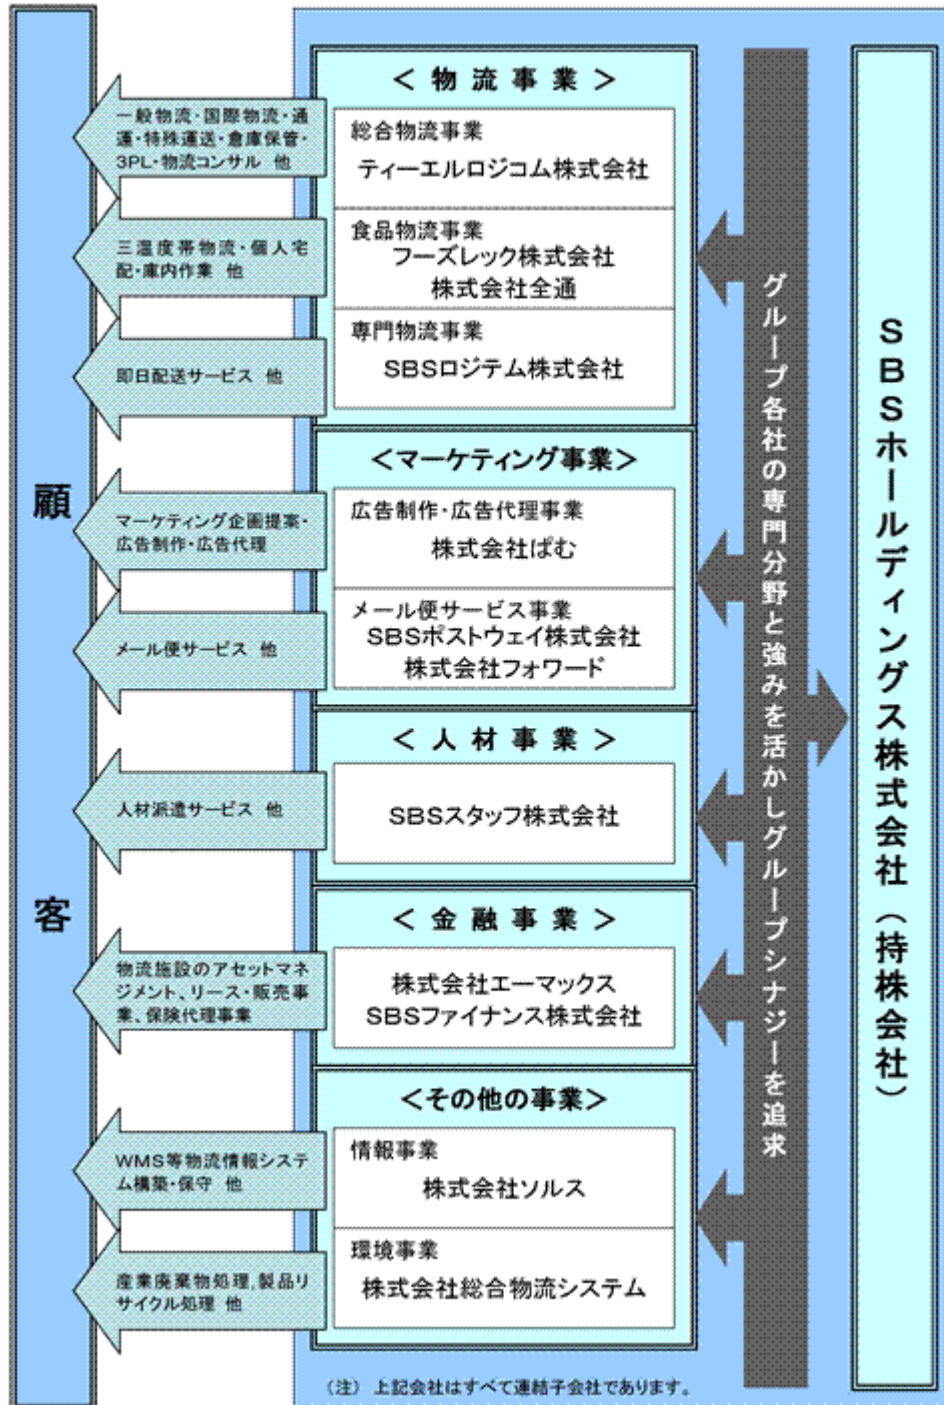 顧客
＜物流事業＞
一般物流・国際物流・通
運・特殊運送・倉庫保管・
3PL・物流コンサル 他
総合物流事業
ティーエルロジコム株式会社
三温度帯物流・個人宅
配・庫内作業 他
食品物流事業
フーズレック株式会社
株式会社全通
即日配送サービス 他
専門物流事業
SBSロジテム株式会社
＜マーケティング事業＞
マーケティング企画提案・
広告制作・広告代理
広告制作・広告代理事業
株式会社ぱむ
メール便サービス 他
メール便サービス事業
SBSポストウェイ株式会社
株式会社フォワード
＜人材事業＞
人材派遣サービス 他
SBSスタッフ株式会社
＜金融事業＞
物流施設のアセットマネ
ジメント、リース・販売事
業、保険代理事業
株式会社エーマックス
SBSファイナンス株式会社
＜その他の事業＞
WMS等物流情報システ
ム構築・保守 他
情報事業
株式会社ソルス
産業廃棄物処理,製品リ
サイクル処理 他
環境事業
株式会社総合物流システム
グループ各社の専門分野と強みを活かしグループシナジーを追求
SBSホールディングス株式会社（持株会社）
（注） 上記会社はすべて連結子会社であります。